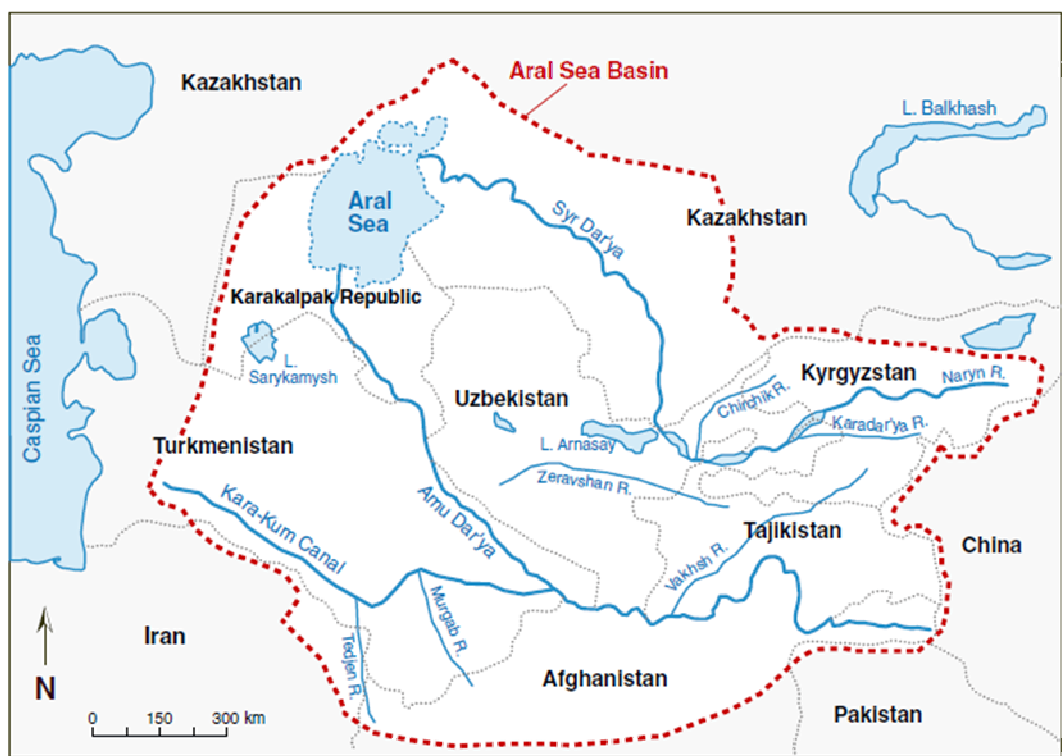 Kazakhstan
Aral Sea Basin
L. Balkhash
Aral
Sea
Syr Dar'ya
Kazakhstan
Karakalpak Republic
L.
Sarykamysh
Caspian Sea
Uzbekistan
Kyrgyzstan
Naryn R.
Chirchik R.
Karadar'ya R.
L. Arnasay
Turkmenistan
Zeravshan R.
Kara-Kum Canal
Amu Dar'ya
Tajikistan
Vakhsh R.
China
Murgab R.
Tedjen R.
Iran
Afghanistan
Pakistan
N
0 150 300 km